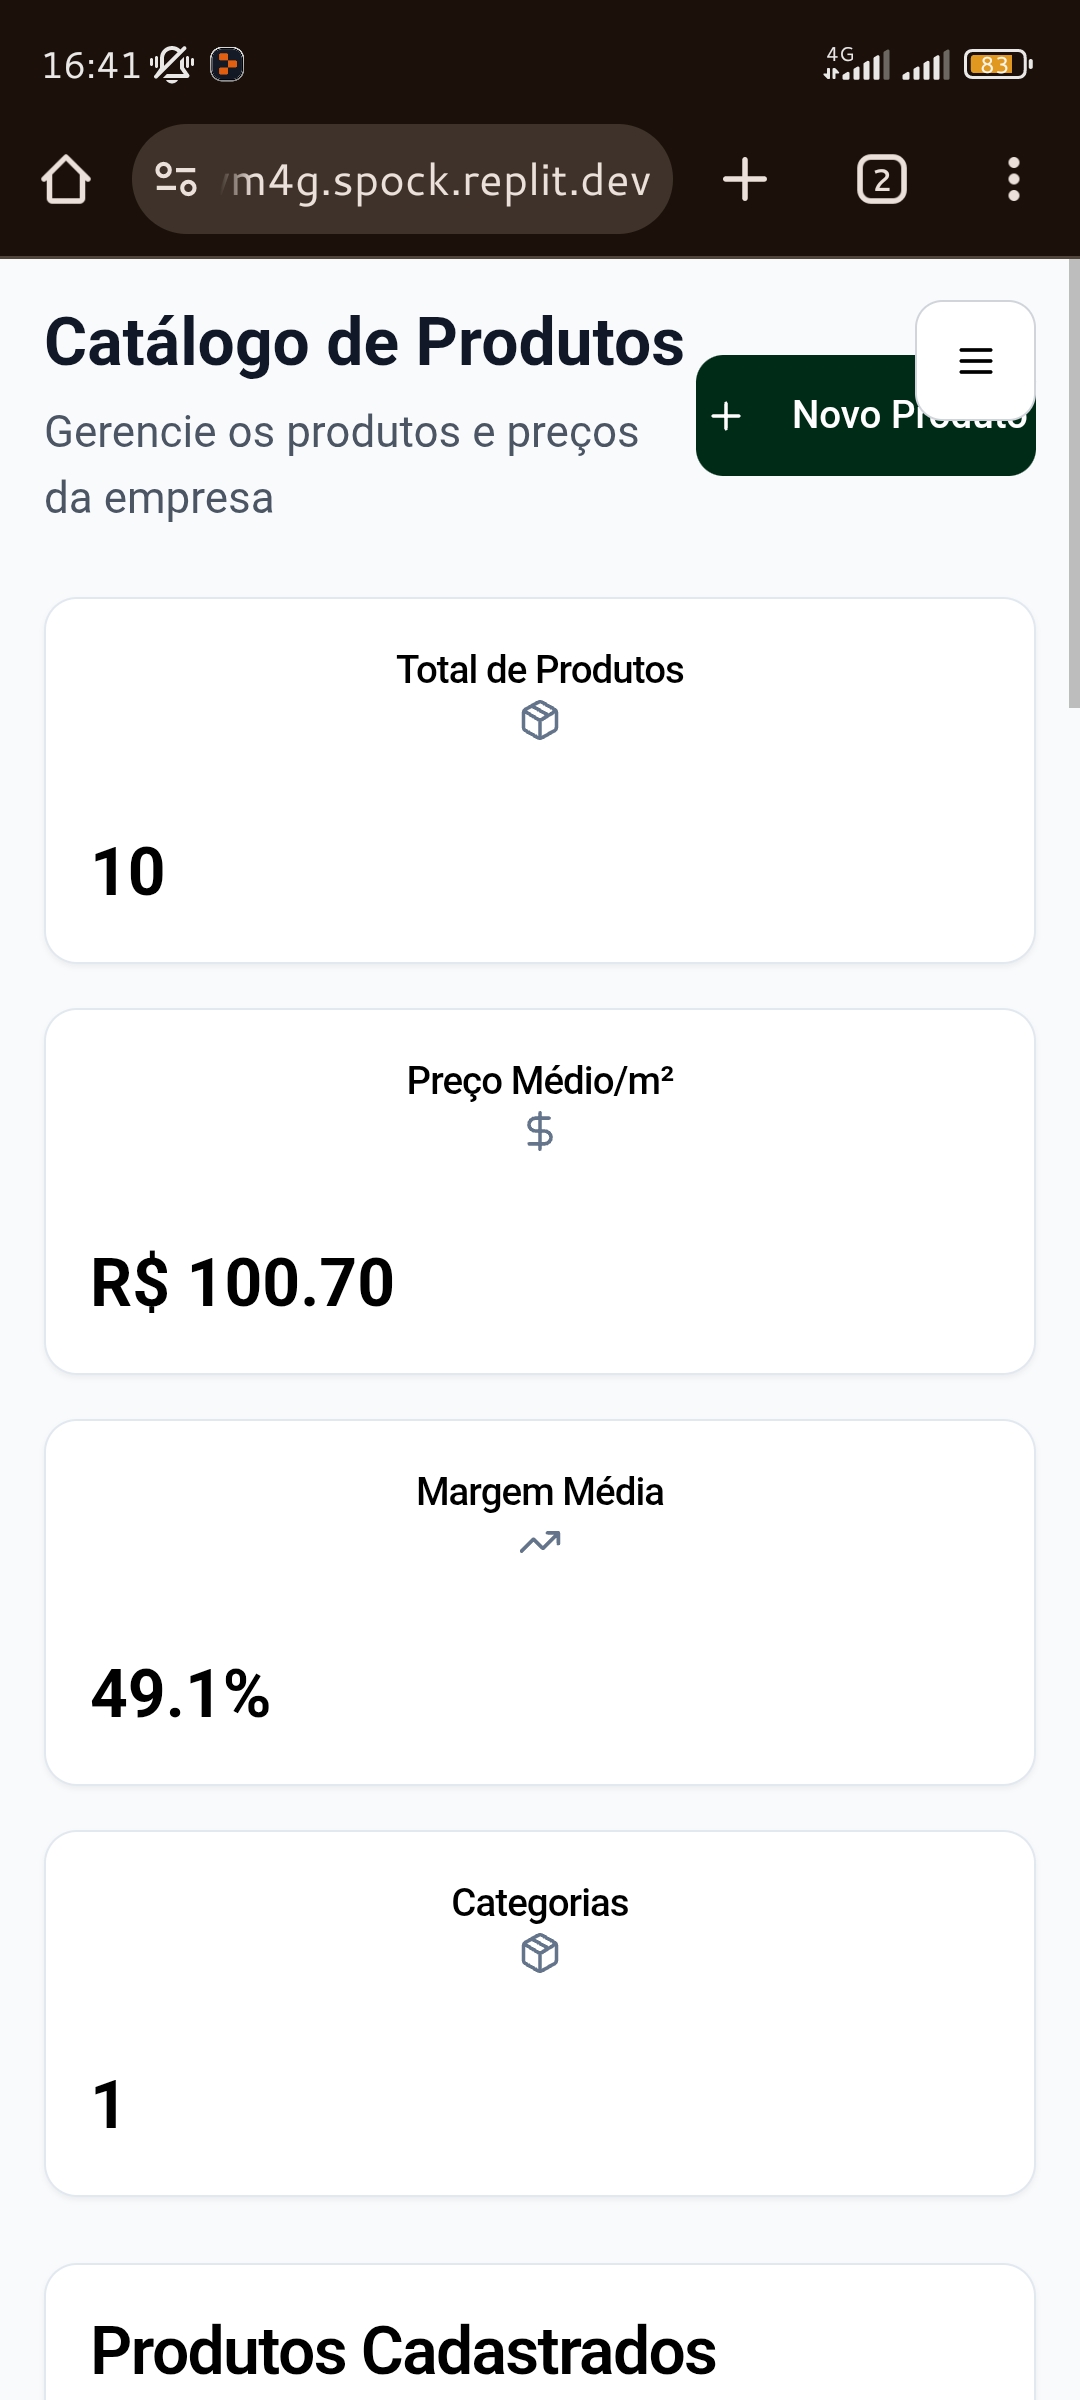 16:41
4G
83
m4g.spock.replit.dev
2
Catálogo de Produtos
Gerencie os produtos e preços
da empresa
Novo Produto
Total de Produtos
10
Preço Médio/m²
R$ 100.70
Margem Média
49.1%
Categorias
1
Produtos Cadastrados